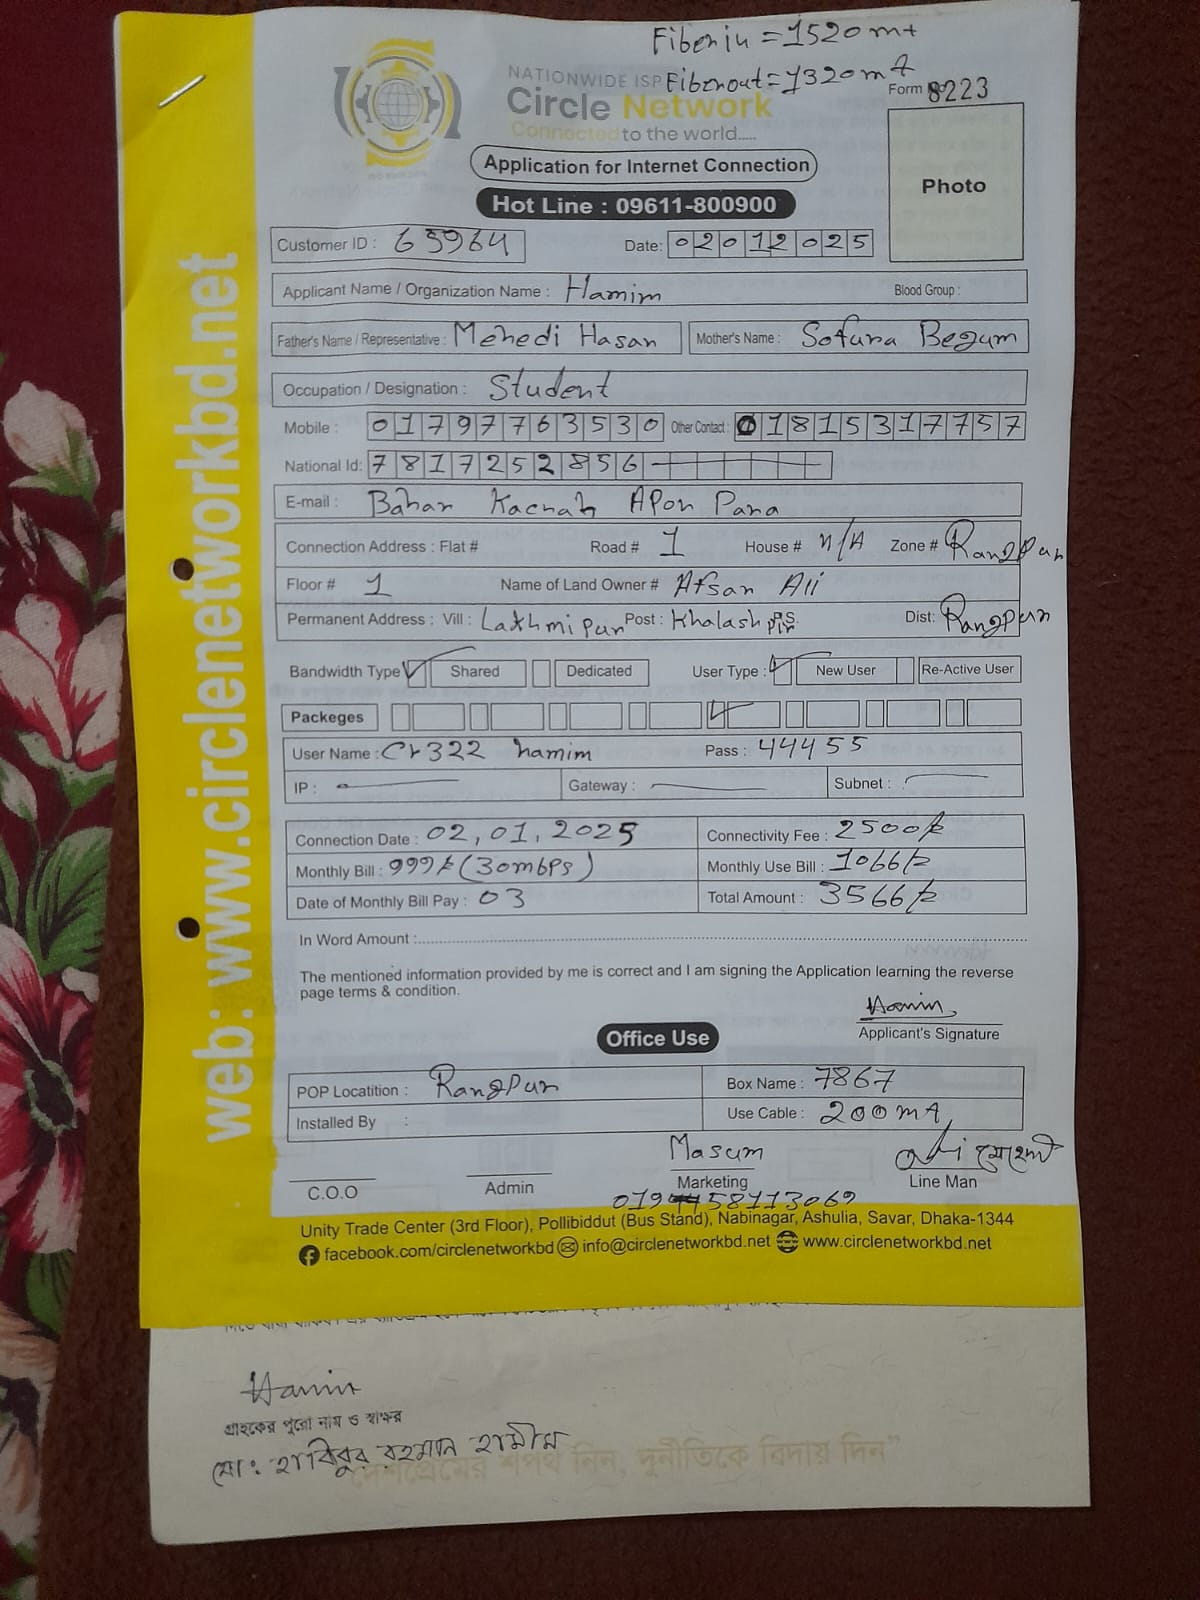 Fiberin = 1520 mt
NATIONWIDE ISP Fiberout = 1320 mt
Form No 8223
Circle Network
Connected to the world.....
Application for Internet Connection
Photo
Hot Line : 09611-800900
Customer ID : 63964 Date: 02012025
Applicant Name / Organization Name : Hamim Blood Group :
Father's Name / Representative : Mehedi Hasan Mother's Name : Sofura Begum
Occupation / Designation : Student
Mobile : 01797763530 Other Contact : 01815317757
National Id: 7817252856
E-mail : Bahar Kacnah Apon Para
Connection Address : Flat # Road # 1 House # N/A Zone # Rangpur
Floor # 1 Name of Land Owner # Afsar Ali
Permanent Address : Vill : Lakhmipur Post : Khalashpir P.S. Dist: Rangpur
Bandwidth Type Shared Dedicated User Type : New User Re-Active User
Packeges
User Name : Cr322 hamim Pass : 44455
IP : Gateway : Subnet :
Connection Date : 02,01,2025 Connectivity Fee : 2500/=
Monthly Bill : 999/= (30mbps) Monthly Use Bill : 1066/=
Date of Monthly Bill Pay : 03 Total Amount : 3566/=
In Word Amount :
The mentioned information provided by me is correct and I am signing the Application learning the reverse
page terms & condition.
Hamim
Applicant's Signature
Office Use
POP Locatition : Rangpur Box Name : 7867
Installed By : Use Cable : 200 mt
Masum
C.O.O Admin Marketing Line Man
Unity Trade Center (3rd Floor), Pollibiddut (Bus Stand), Nabinagar, Ashulia, Savar, Dhaka-1344
facebook.com/circlenetworkbd info@circlenetworkbd.net www.circlenetworkbd.net
web: www.circlenetworkbd.net
Hamim
গ্রাহকের পুরো নাম ও স্বাক্ষর
মোঃ হাবিবুর রহমান হামীম
দেশপ্রেমের শপথ নিন, দুর্নীতিকে বিদায় দিন"